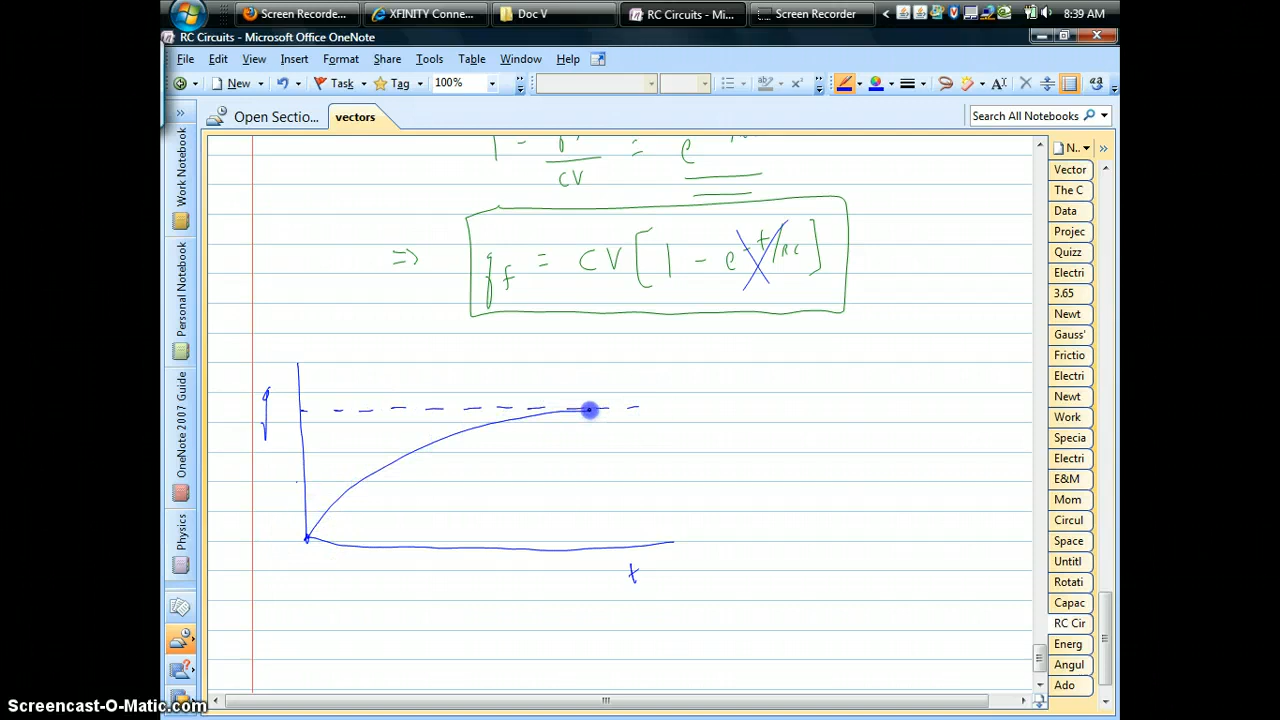 Screen Recorde... XFINITY Conne... Doc V RC Circuits - Mi... Screen Recorder 8:39 AM
RC Circuits - Microsoft Office OneNote
File Edit View Insert Format Share Tools Table Window Help
New Task Tag 100%
Open Sectio... vectors Search All Notebooks
N..
Work Notebook
Personal Notebook
OneNote 2007 Guide
Physics
Vector
The C
Data
Projec
Quizz
Electri
3.65
Newt
Gauss'
Frictio
Electri
Newt
Work
Specia
Electri
E&M
Mom
Circul
Space
Untitl
Rotati
Capac
RC Cir
Energ
Angul
Ado
CV
=> qf = CV[1 - e^-t/RC]
q
t
Screencast-O-Matic.com